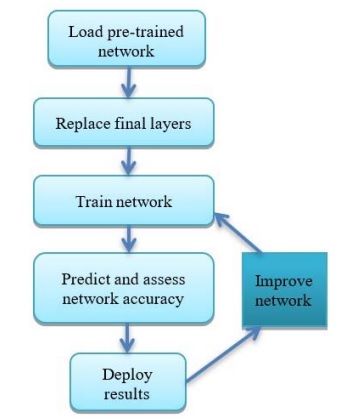 Load pre-trained
network
Replace final layers
Train network
Predict and assess
network accuracy
Improve
network
Deploy
results